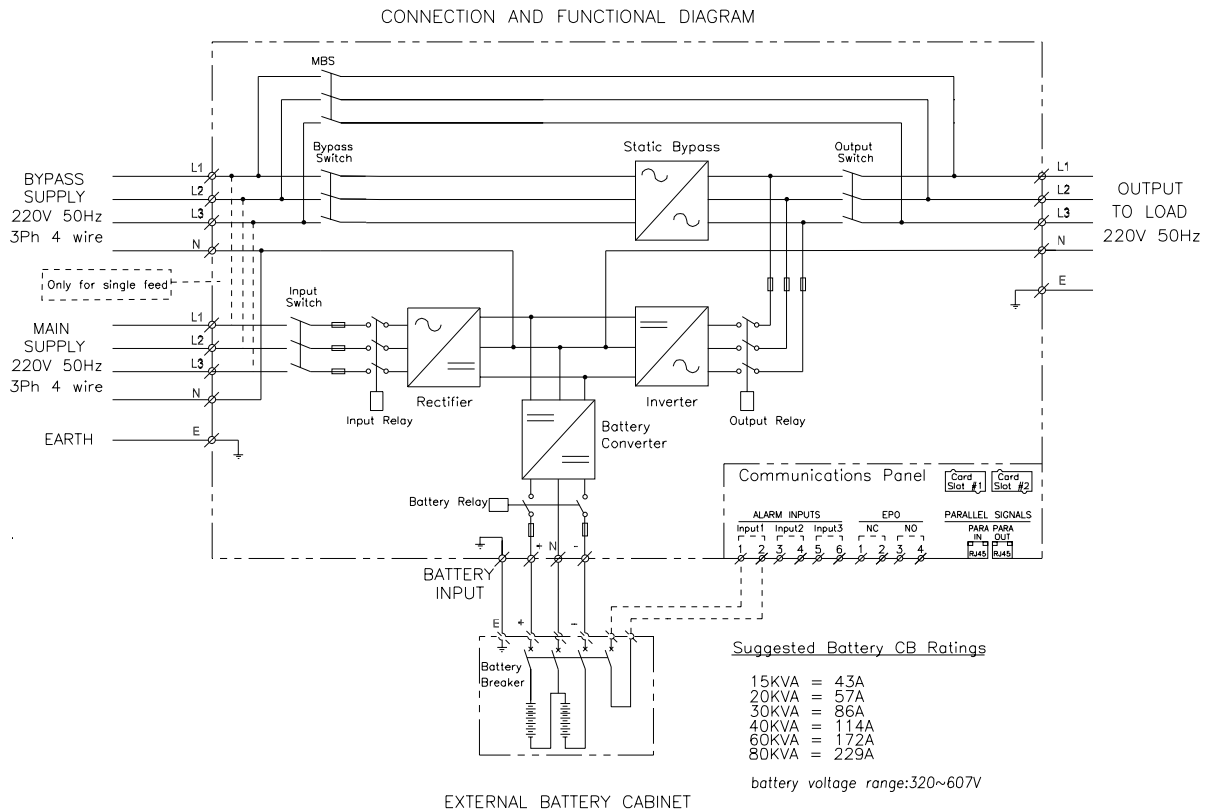 CONNECTION AND FUNCTIONAL DIAGRAM
MBS
Bypass
Switch
Static Bypass
Output
Switch
BYPASS
SUPPLY
220V 50Hz
3Ph 4 wire
L1
L2
L3
N
L1
L2
L3
N
E
OUTPUT
TO LOAD
220V 50Hz
Only for single feed
Input
Switch
MAIN
SUPPLY
220V 50Hz
3Ph 4 wire
L1
L2
L3
N
EARTH
E
Input Relay
Rectifier
Inverter
Output Relay
Battery
Converter
Battery Relay
+ N -
BATTERY
INPUT
Communications Panel
Card
Slot #1
Card
Slot #2
ALARM INPUTS
Input1 Input2 Input3
1 2 3 4 5 6
EPO
NC NO
1 2 3 4
PARALLEL SIGNALS
PARA PARA
IN OUT
RJ45 RJ45
E + -
Battery
Breaker
EXTERNAL BATTERY CABINET
Suggested Battery CB Ratings
15KVA = 43A
20KVA = 57A
30KVA = 86A
40KVA = 114A
60KVA = 172A
80KVA = 229A
battery voltage range:320~607V